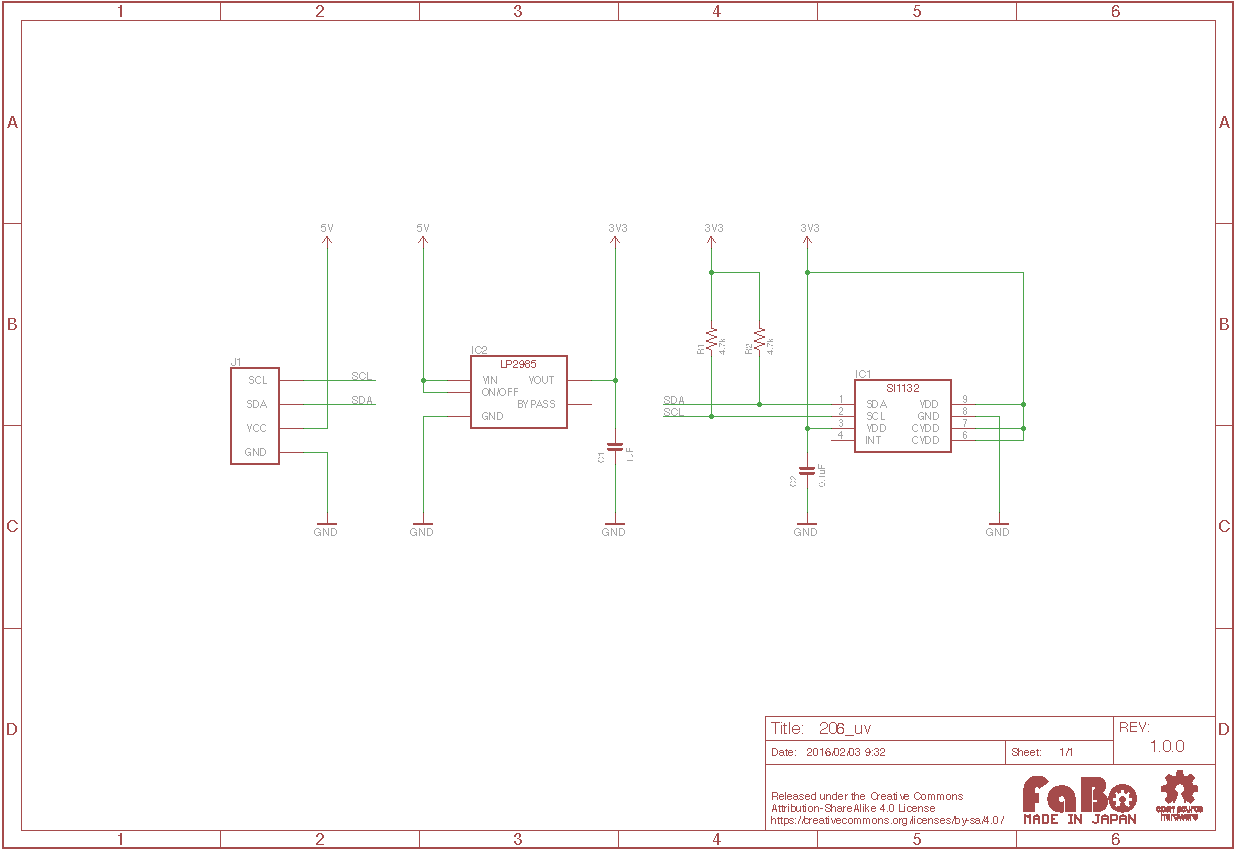 1 2 3 4 5 6
A A
5V 5V 3V3 3V3 3V3
B B
J1
SCL
SDA
VCC
GND
SCL
SDA
GND
IC2
LP2985
VIN VOUT
ON/OFF
BYPASS
GND
GND
C1 1uF
GND
R1 4.7k
R2 4.7k
SDA
SCL
IC1
SI1132
1 SDA VDD 9
2 SCL GND 8
3 VDD CVDD 7
4 INT CVDD 6
C2 0.1uF
GND
GND
C C
D D
Title: 206_uv
REV: 1.0.0
Date: 2016/02/03 9:32
Sheet: 1/1
Released under the Creative Commons
Attribution-ShareAlike 4.0 License
https://creativecommons.org/licenses/by-sa/4.0/
FaBo
MADE IN JAPAN
open source
hardware
1 2 3 4 5 6